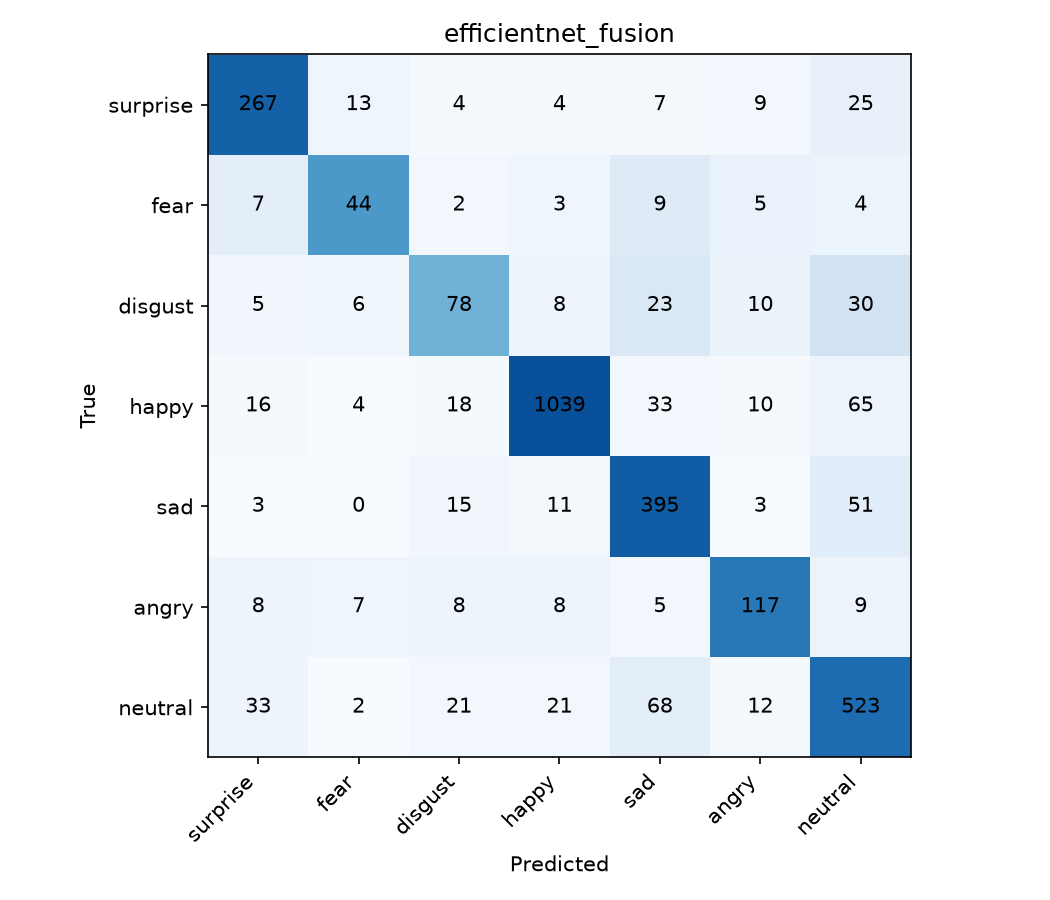 efficientnet_fusion
surprise 267 13 4 4 7 9 25
fear 7 44 2 3 9 5 4
disgust 5 6 78 8 23 10 30
True
happy 16 4 18 1039 33 10 65
sad 3 0 15 11 395 3 51
angry 8 7 8 8 5 117 9
neutral 33 2 21 21 68 12 523
surprise fear disgust happy sad angry neutral
Predicted